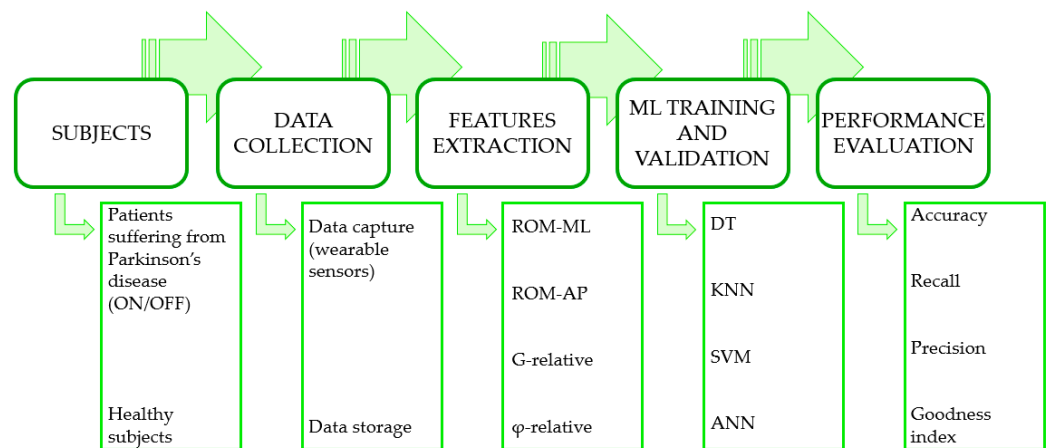 SUBJECTS
DATA
COLLECTION
FEATURES
EXTRACTION
ML TRAINING
AND
VALIDATION
PERFORMANCE
EVALUATION
Patients
suffering from
Parkinson's
disease
(ON/OFF)
Healthy
subjects
Data capture
(wearable
sensors)
Data storage
ROM-ML
ROM-AP
G-relative
φ-relative
DT
KNN
SVM
ANN
Accuracy
Recall
Precision
Goodness
index